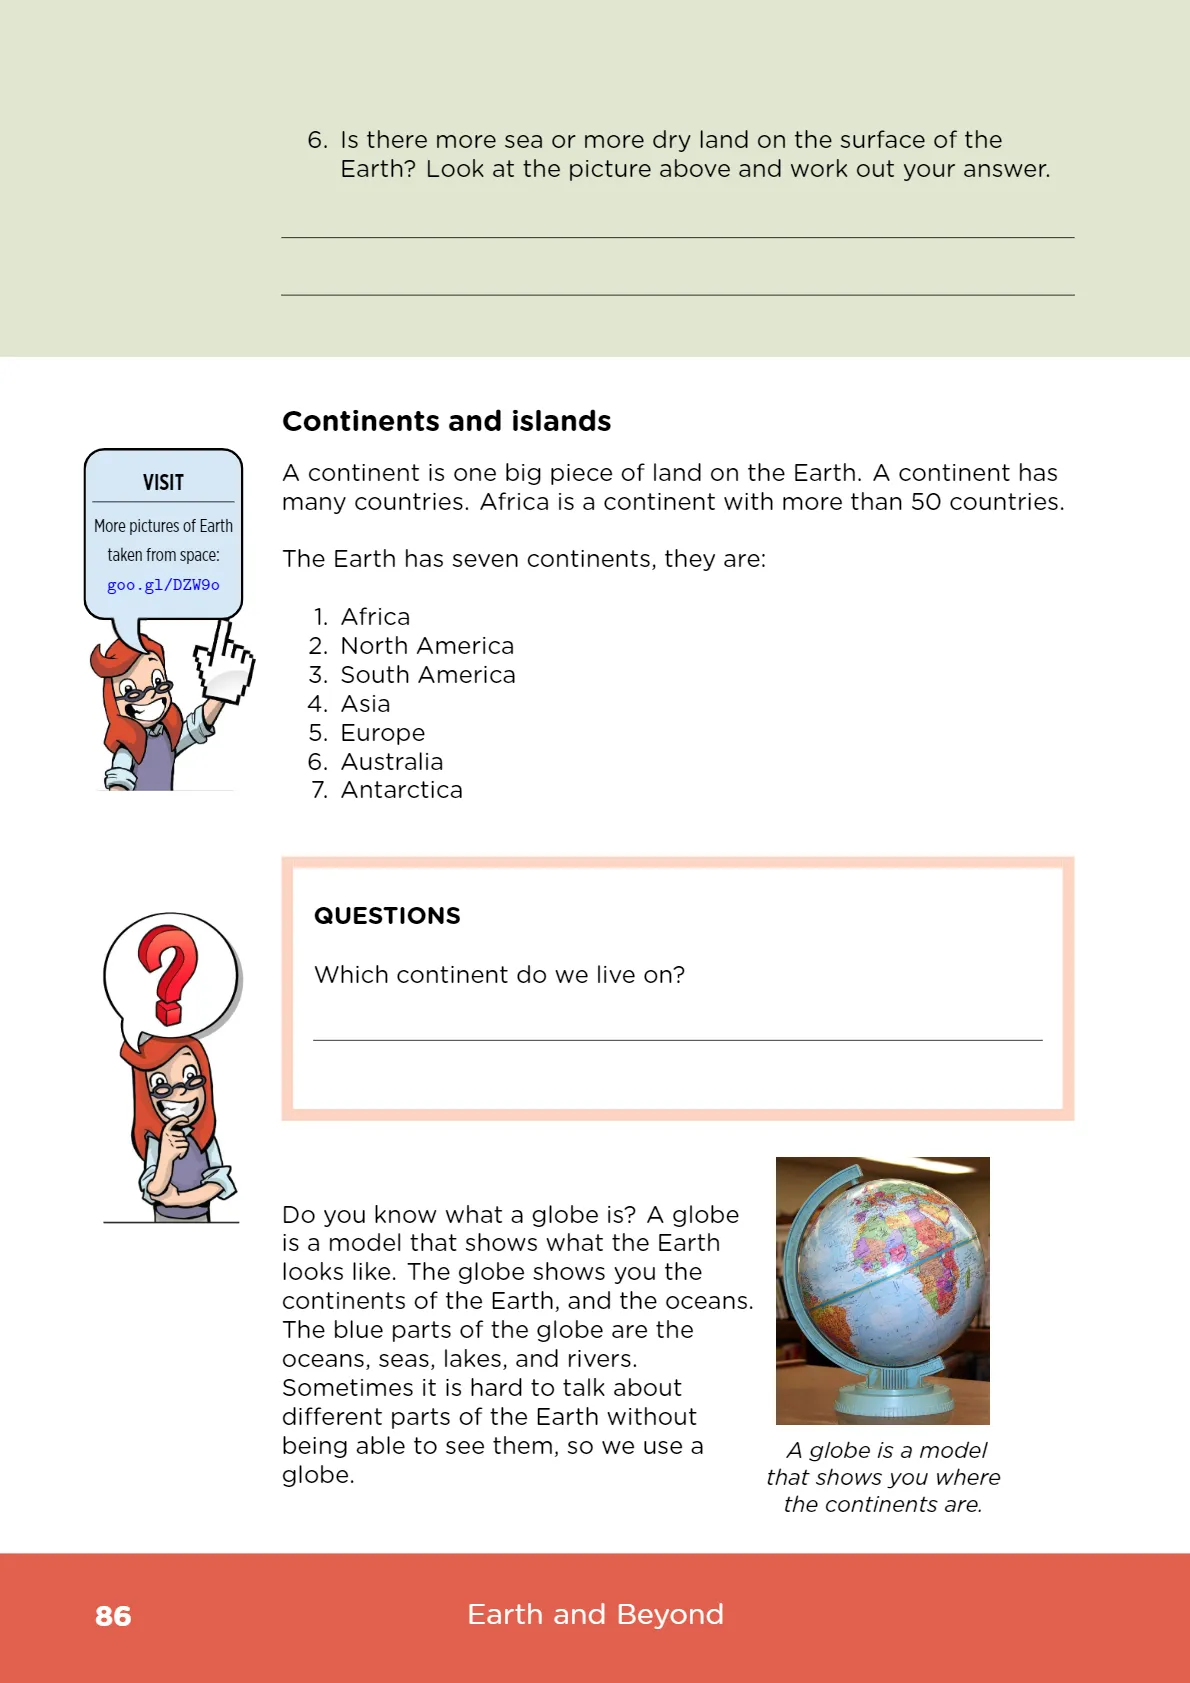 6. Is there more sea or more dry land on the surface of the
Earth? Look at the picture above and work out your answer.
Continents and islands
A continent is one big piece of land on the Earth. A continent has
many countries. Africa is a continent with more than 50 countries.
The Earth has seven continents, they are:
1. Africa
2. North America
3. South America
4. Asia
5. Europe
6. Australia
7. Antarctica
VISIT
More pictures of Earth
taken from space:
goo.gl/DZW9o
?
QUESTIONS
Which continent do we live on?
Do you know what a globe is? A globe
is a model that shows what the Earth
looks like. The globe shows you the
continents of the Earth, and the oceans.
The blue parts of the globe are the
oceans, seas, lakes, and rivers.
Sometimes it is hard to talk about
different parts of the Earth without
being able to see them, so we use a
globe.
A globe is a model
that shows you where
the continents are.
86
Earth and Beyond